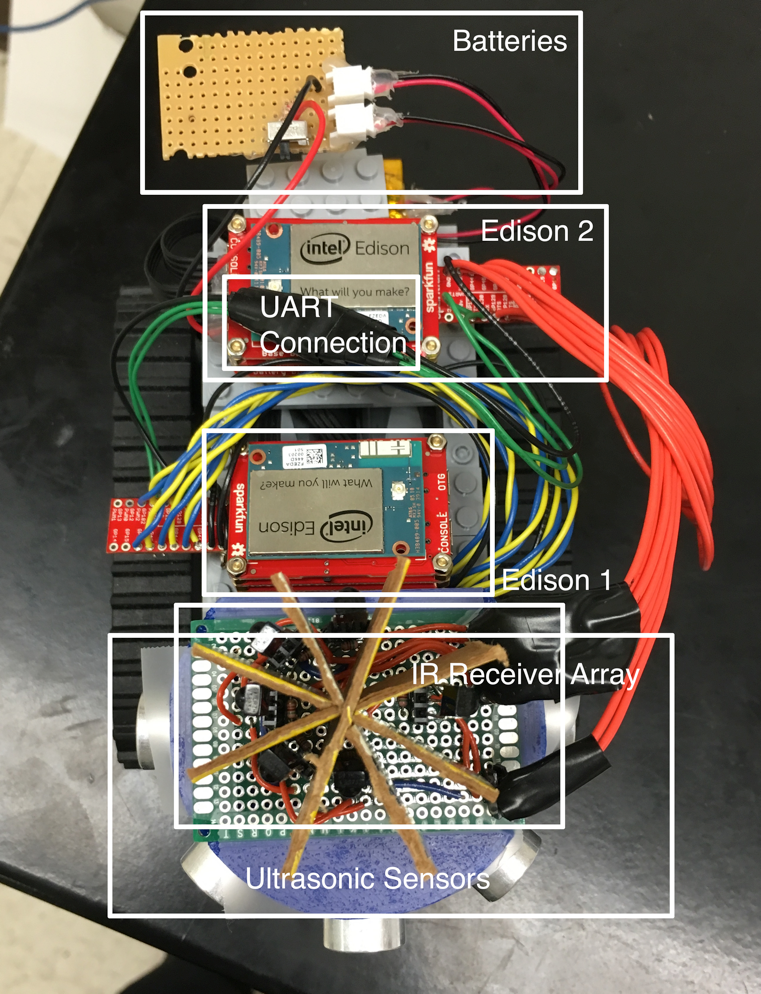 Batteries
Edison 2
intel Edison
What will you make?
sparkfun
UART
Connection
What will you make?
intel Edison
sparkfun
OTG
CONSOLE
Edison 1
IR Receiver Array
Ultrasonic Sensors